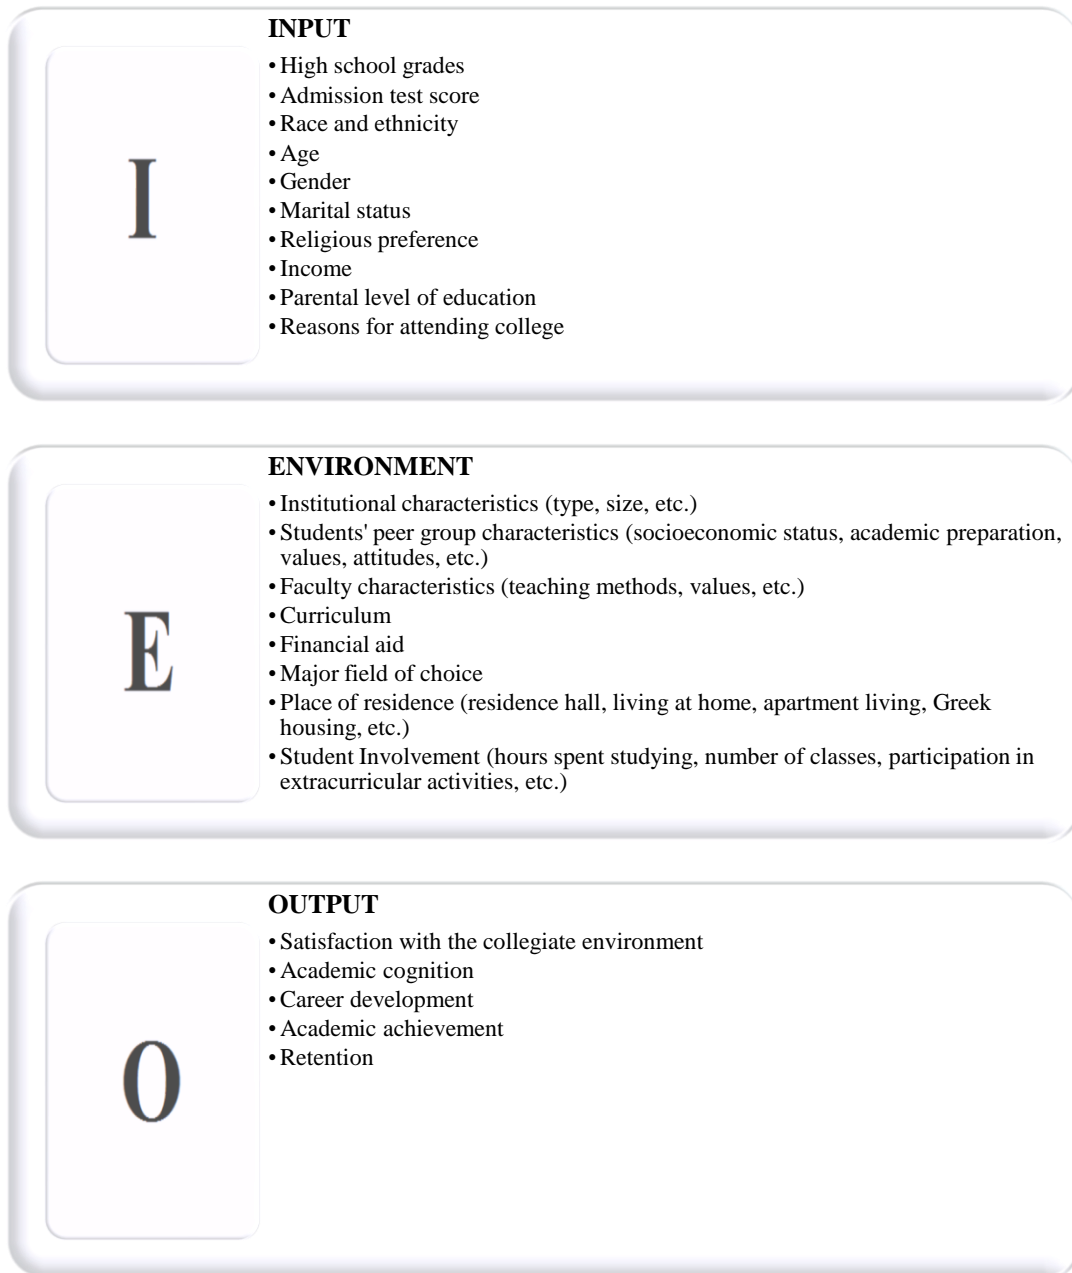 INPUT
• High school grades
• Admission test score
• Race and ethnicity
• Age
• Gender
• Marital status
• Religious preference
• Income
• Parental level of education
• Reasons for attending college
I
ENVIRONMENT
• Institutional characteristics (type, size, etc.)
• Students' peer group characteristics (socioeconomic status, academic preparation,
values, attitudes, etc.)
• Faculty characteristics (teaching methods, values, etc.)
• Curriculum
• Financial aid
• Major field of choice
• Place of residence (residence hall, living at home, apartment living, Greek
housing, etc.)
• Student Involvement (hours spent studying, number of classes, participation in
extracurricular activities, etc.)
E
OUTPUT
• Satisfaction with the collegiate environment
• Academic cognition
• Career development
• Academic achievement
• Retention
O